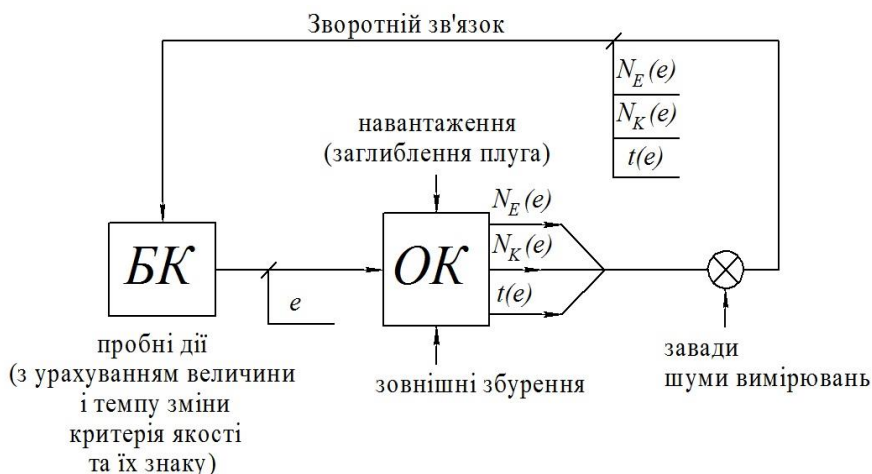 Зворотній зв'язок
N_E(e)
N_K(e)
t(e)
навантаження
(заглиблення плуга)
N_E(e)
N_K(e)
t(e)
БК
ОК
e
пробні дії
(з урахуванням величини
і темпу зміни
критерія якості
та їх знаку)
зовнішні збурення
завади
шуми вимірювань